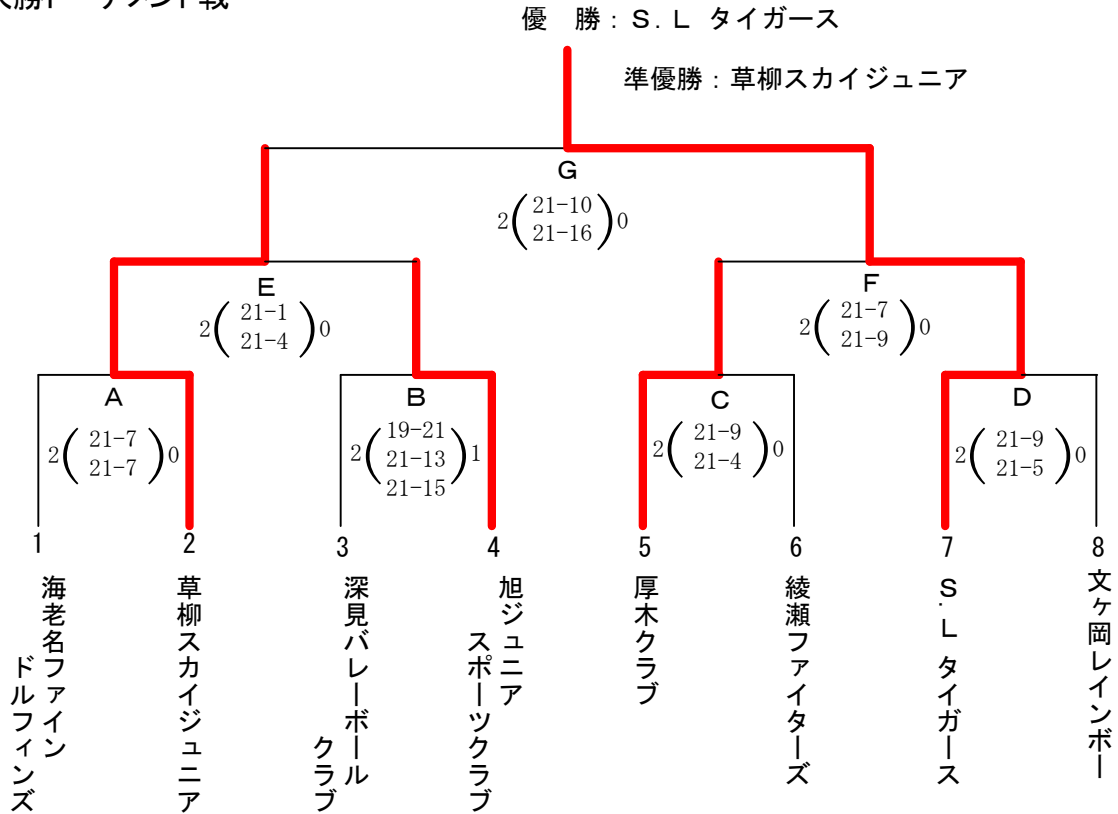 優 勝：Ｓ．Ｌ タイガース
準優勝：草柳スカイジュニア
G
2(21-10 21-16)0
E
2(21-1 21-4)0
F
2(21-7 21-9)0
A
2(21-7 21-7)0
B
2(19-21 21-13 21-15)1
C
2(21-9 21-4)0
D
2(21-9 21-5)0
1
2
3
4
5
6
7
8
海老名ファイン
ドルフィンズ
草柳スカイジュニア
深見バレーボール
クラブ
旭ジュニア
スポーツクラブ
厚木クラブ
綾瀬ファイターズ
Ｓ．Ｌ タイガース
文ヶ岡レインボー